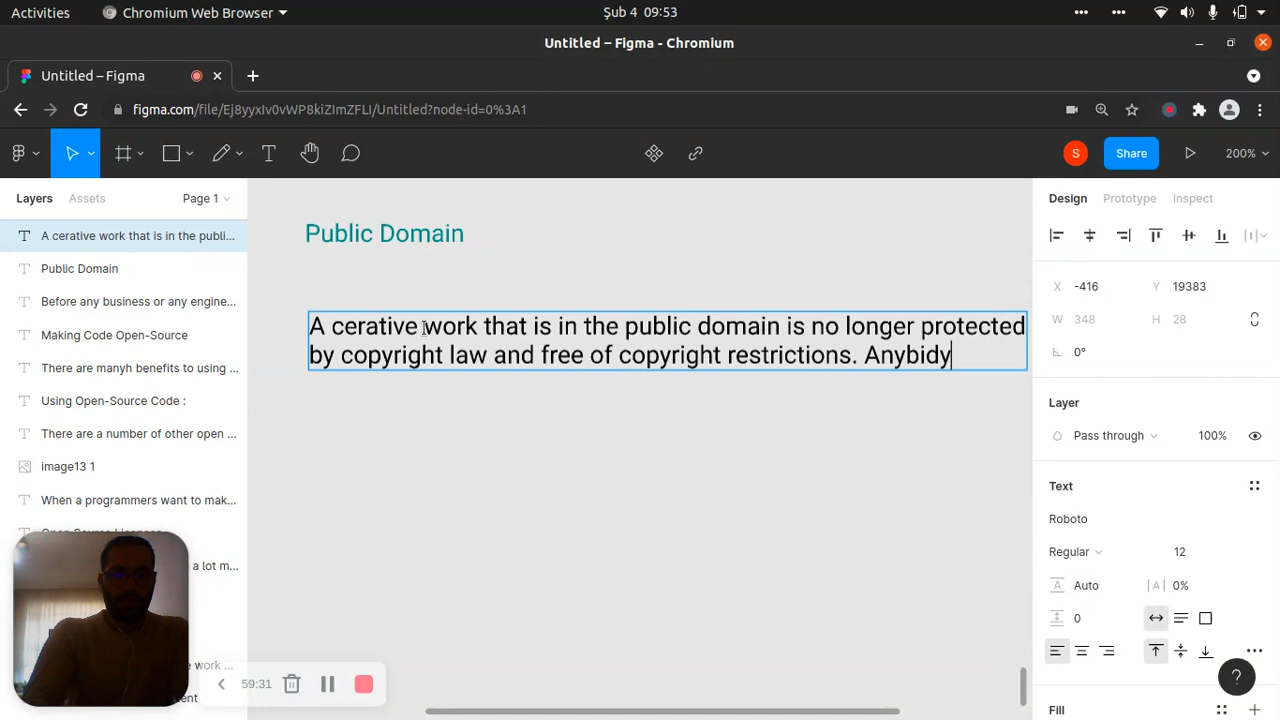 Activities
Chromium Web Browser
Şub 4 09:53
Untitled – Figma - Chromium
Untitled – Figma
figma.com/file/Ej8yyxIv0vWP8kiZImZFLI/Untitled?node-id=0%3A1
S
Share
200%
Layers
Assets
Page 1
Design
Prototype
Inspect
A cerative work that is in the publi...
Public Domain
Before any business or any engine...
Making Code Open-Source
There are manyh benefits to using ...
Using Open-Source Code :
There are a number of other open ...
image13 1
When a programmers want to mak...
a lot m...
e work ...
ent
59:31
Public Domain
A cerative work that is in the public domain is no longer protected
by copyright law and free of copyright restrictions. Anybidy
X -416
Y 19383
W 348
H 28
0°
Layer
Pass through
100%
Text
Roboto
Regular
12
A Auto
|A| 0%
0
?
Fill